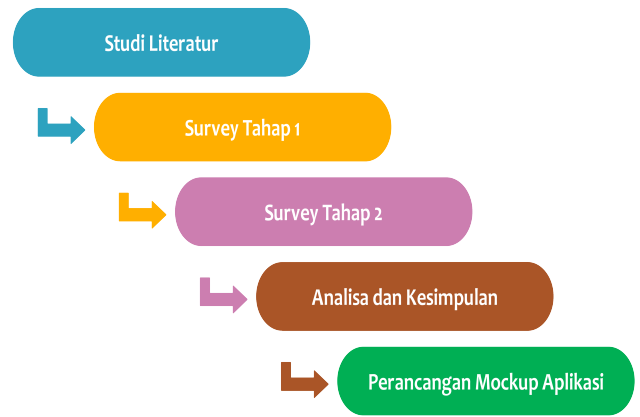 Studi Literatur
Survey Tahap 1
Survey Tahap 2
Analisa dan Kesimpulan
Perancangan Mockup Aplikasi